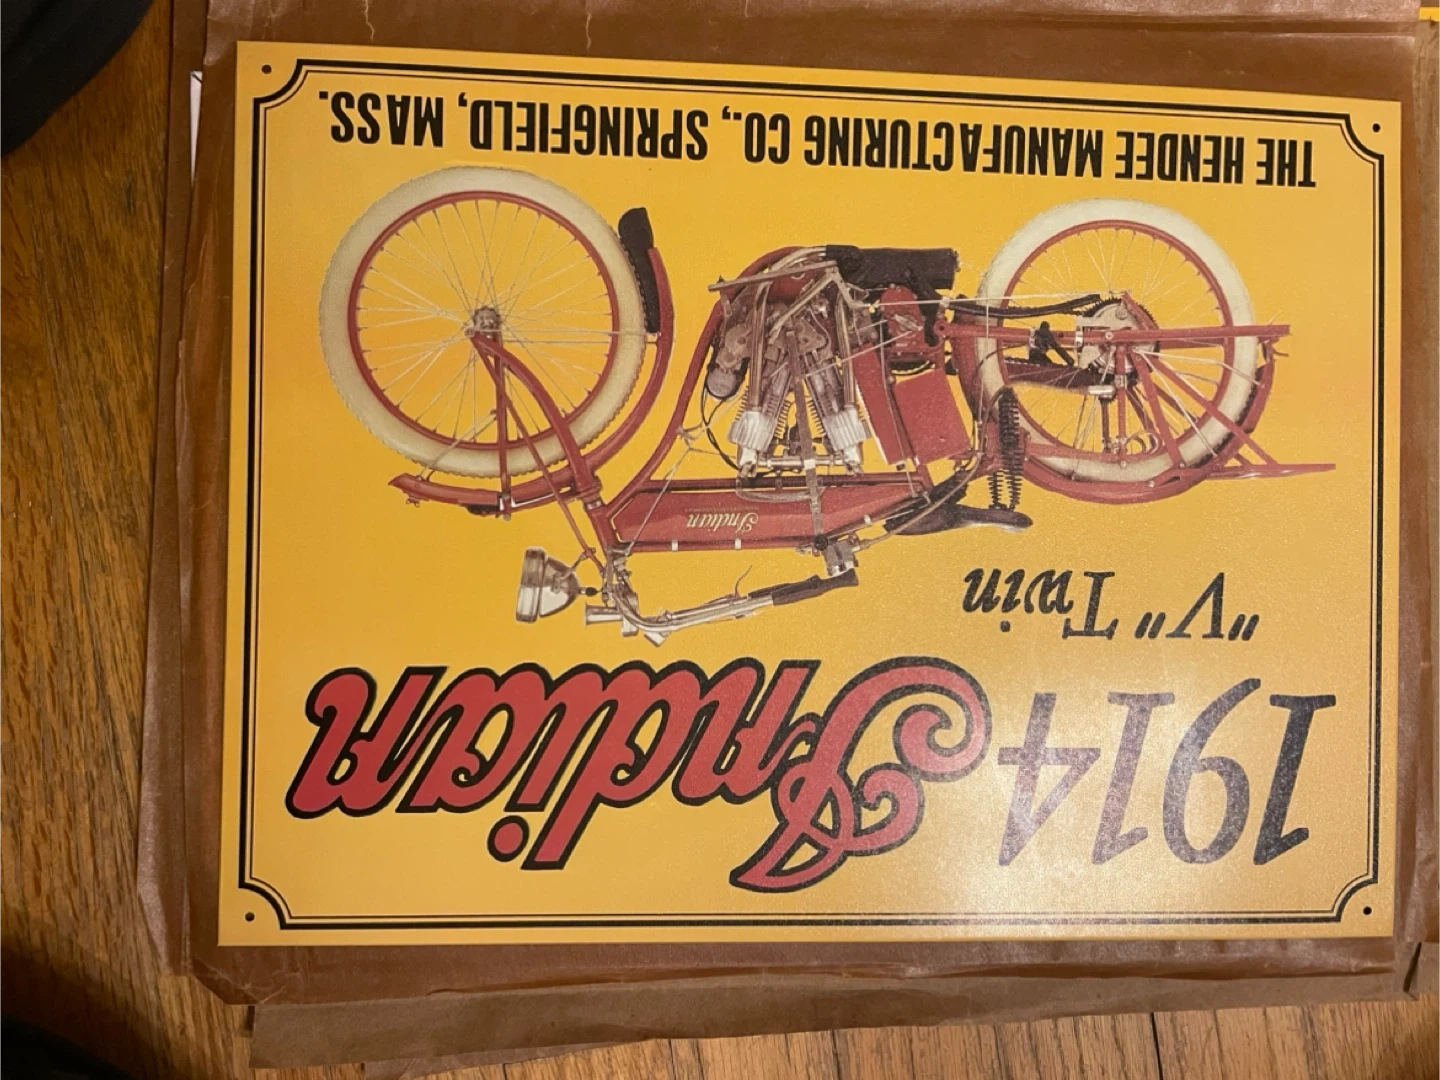 1914 Indian
"V" Twin
Indian
THE HENDEE MANUFACTURING CO., SPRINGFIELD, MASS.